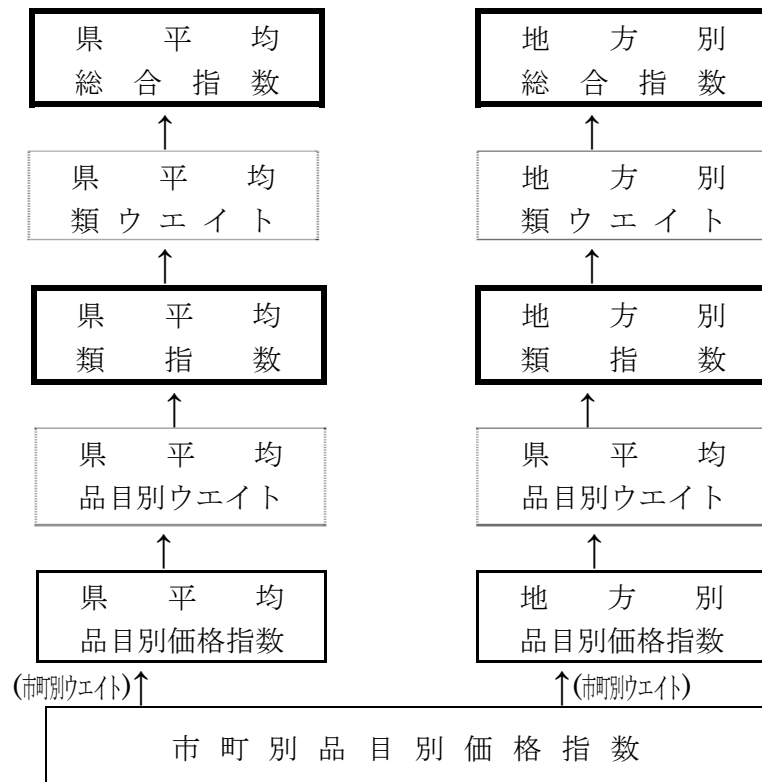 県平均
総合指数
地方別
総合指数
↑
↑
県平均
類ウエイト
地方別
類ウエイト
↑
↑
県平均
類指数
地方別
類指数
↑
↑
県平均
品目別ウエイト
県平均
品目別ウエイト
↑
↑
県平均
品目別価格指数
地方別
品目別価格指数
(市町別ウエイト)↑
↑(市町別ウエイト)
市町別品目別価格指数